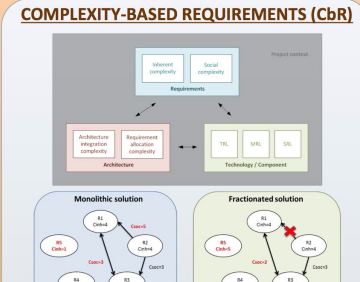 COMPLEXITY-BASED REQUIREMENTS (CbR)
Project context
Inherent
complexity
Social
complexity
Requirements
Architecture
integration
complexity
Requirement
allocation
complexity
Architecture
TRL
MRL
SRL
Technology / Component
Monolithic solution
R1
Cinh=4
Csoc=5
R5
Cinh=1
R2
Cinh=4
Csoc=3
Csoc=3
R4
R3
Fractionated solution
R1
Cinh=4
R5
Cinh=5
R2
Cinh=4
Csoc=2
Csoc=3
R4
R3